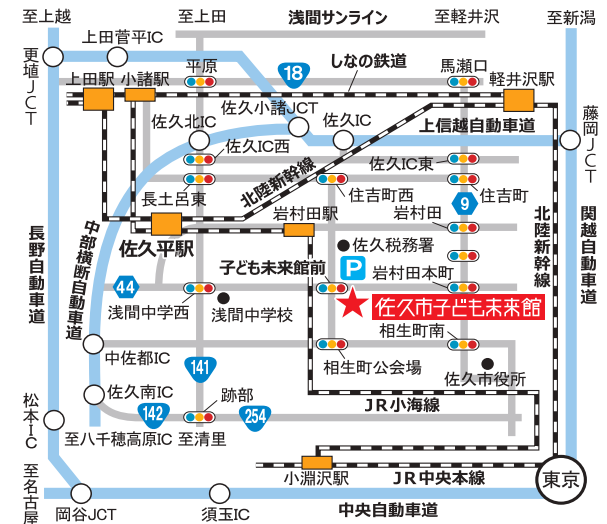 至上越
至上田
浅間サンライン
至軽井沢
至新潟
上田菅平IC
更埴JCT
平原
18
しなの鉄道
馬瀬口
上田駅
小諸駅
軽井沢駅
佐久小諸JCT
佐久北IC
佐久IC
上信越自動車道
藤岡JCT
佐久IC西
北陸新幹線
佐久IC東
長土呂東
住吉町西
住吉町
9
岩村田駅
岩村田
北陸新幹線
関越自動車道
長野自動車道
中部横断自動車道
佐久平駅
佐久税務署
子ども未来館前
P
岩村田本町
44
浅間中学西
浅間中学校
佐久市子ども未来館
相生町南
中佐都IC
141
相生町公会場
佐久市役所
佐久南IC
跡部
JR小海線
松本IC
142
254
至八千穂高原IC
至清里
至名古屋
小淵沢駅
JR中央本線
東京
岡谷JCT
須玉IC
中央自動車道